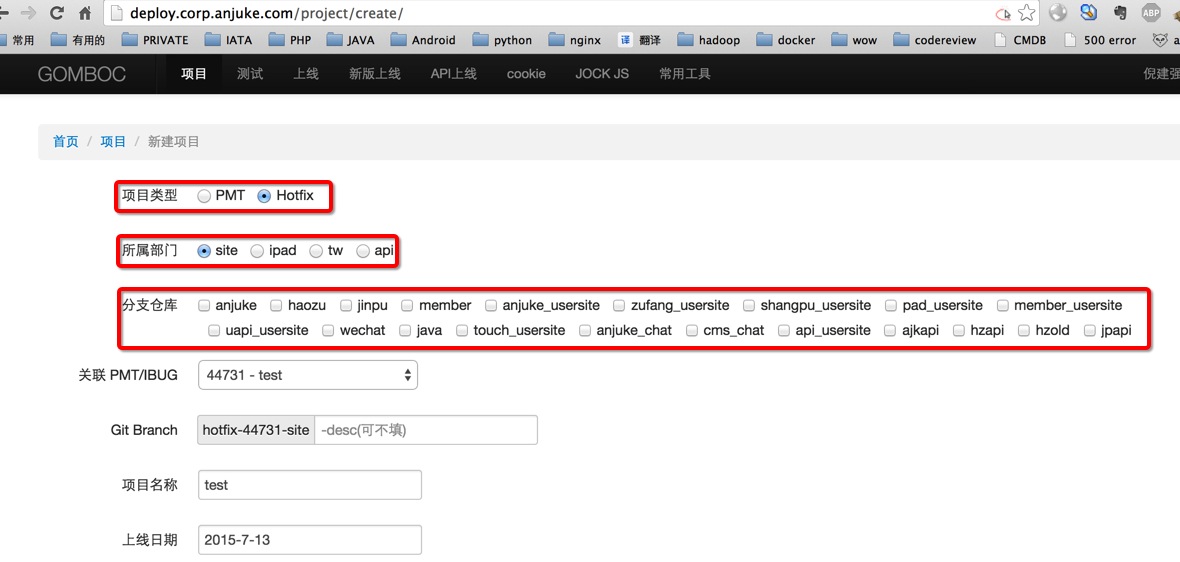 deploy.corp.anjuke.com/project/create/
ABP
常用 有用的 PRIVATE IATA PHP JAVA Android python nginx 译 翻译 hadoop docker wow codereview CMDB 500 error
GOMBOC 项目 测试 上线 新版上线 API上线 cookie JOCK JS 常用工具 倪建强
首页 / 项目 / 新建项目
项目类型 PMT Hotfix
所属部门 site ipad tw api
分支仓库 anjuke haozu jinpu member anjuke_usersite zufang_usersite shangpu_usersite pad_usersite member_usersite
uapi_usersite wechat java touch_usersite anjuke_chat cms_chat api_usersite ajkapi hzapi hzold jpapi
关联 PMT/IBUG 44731 - test
Git Branch hotfix-44731-site -desc(可不填)
项目名称 test
上线日期 2015-7-13